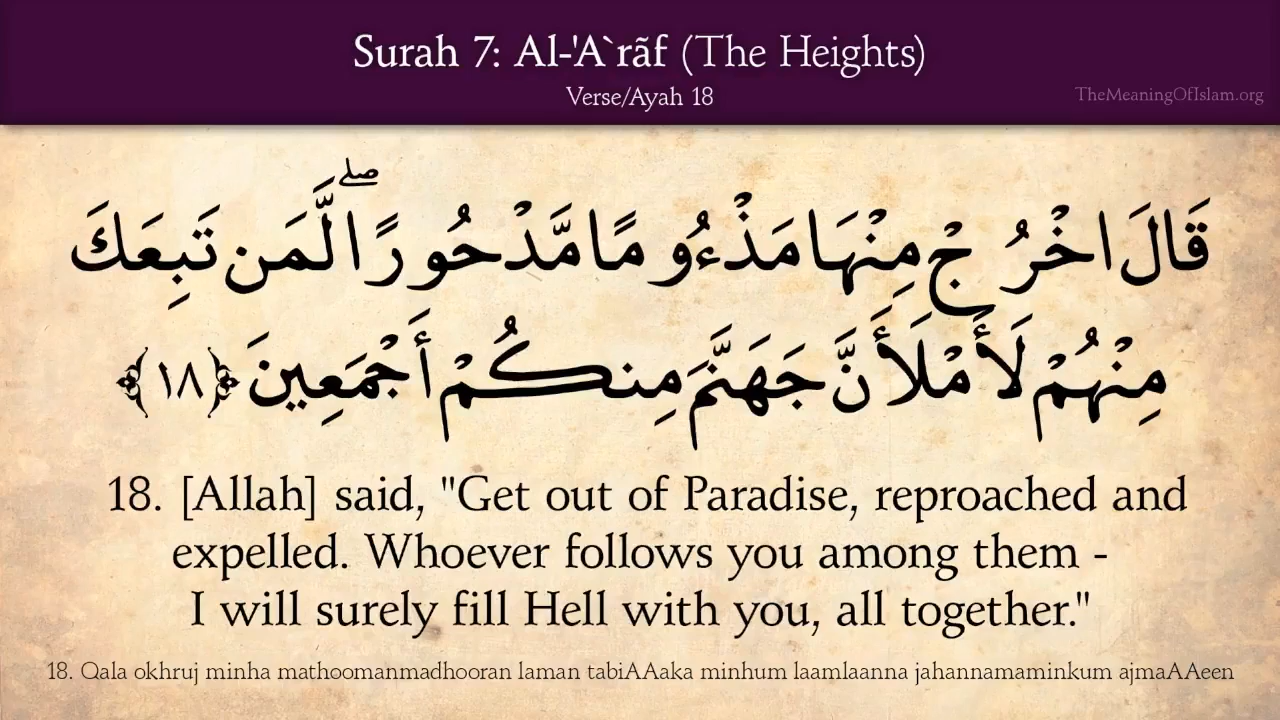 Surah 7: Al-'A`rãf (The Heights)
Verse/Ayah 18
TheMeaningOfIslam.org
قَالَ اخْرُجْ مِنْهَا مَذْءُومًا مَّدْحُورًا ۖ لَّمَن تَبِعَكَ
مِنْهُمْ لَأَمْلَأَنَّ جَهَنَّمَ مِنكُمْ أَجْمَعِينَ ﴿١٨﴾
18. [Allah] said, "Get out of Paradise, reproached and
expelled. Whoever follows you among them -
I will surely fill Hell with you, all together."
18. Qala okhruj minha mathoomanmadhooran laman tabiAAaka minhum laamlaanna jahannamaminkum ajmaAAeen